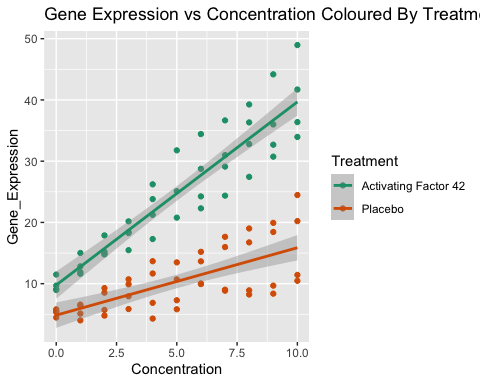 Gene Expression vs Concentration Coloured By Treatme
50
40
30
20
10
Gene_Expression
0.0 2.5 5.0 7.5 10.0
Concentration
Treatment
Activating Factor 42
Placebo